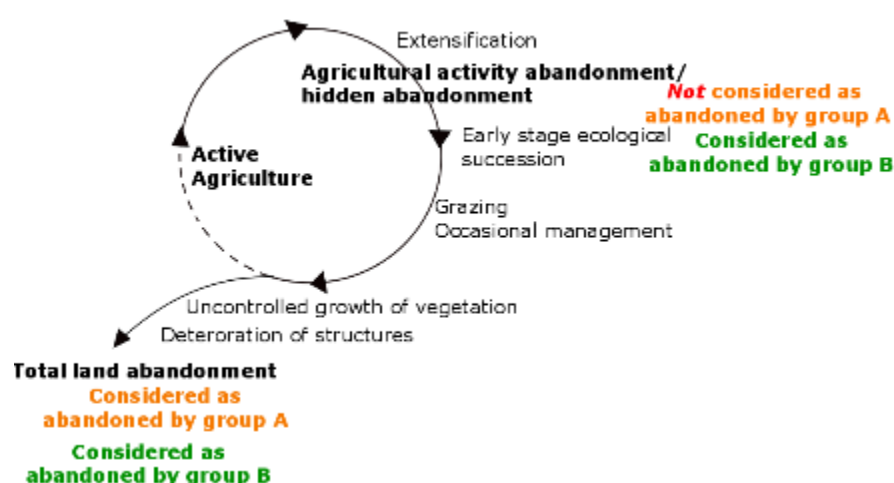 Extensification
Agricultural activity abandonment/
hidden abandonment
Not considered as
abandoned by group A
Considered as
abandoned by group B
Early stage ecological
succession
Active
Agriculture
Grazing
Occasional management
Uncontrolled growth of vegetation
Deteroration of structures
Total land abandonment
Considered as
abandoned by group A
Considered as
abandoned by group B